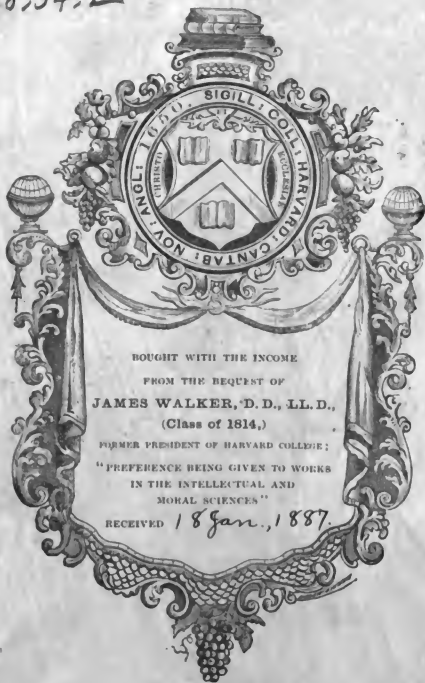 SIGILL: COLL: HARVARD: CANTAB: NOV: ANGL: 1650.
CHRISTO
ECCLESIAE
BOUGHT WITH THE INCOME
FROM THE BEQUEST OF
JAMES WALKER, D.D., LL.D.,
(Class of 1814,)
FORMER PRESIDENT OF HARVARD COLLEGE;
"PREFERENCE BEING GIVEN TO WORKS
IN THE INTELLECTUAL AND
MORAL SCIENCES"
RECEIVED 18 Jan., 1887.